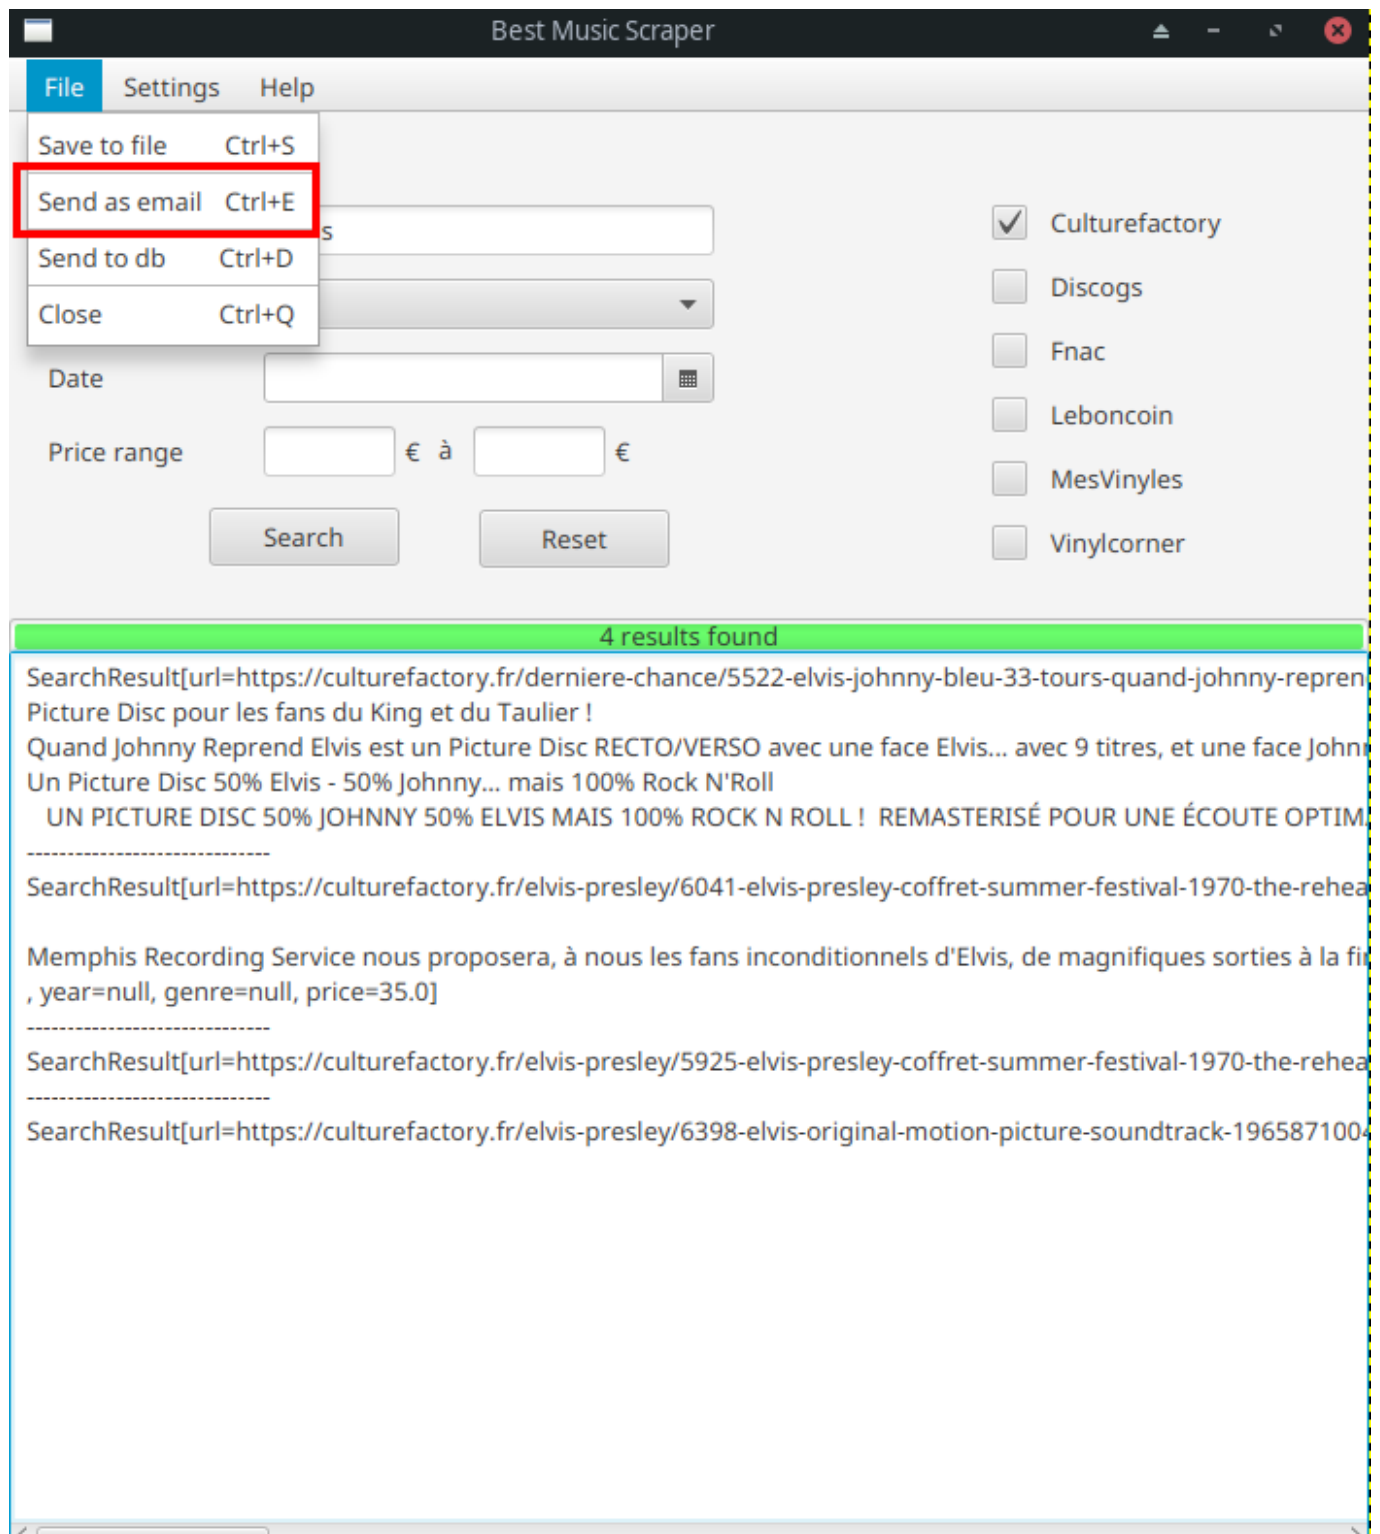 Best Music Scraper
File Settings Help
Save to file Ctrl+S
Send as email Ctrl+E
Send to db Ctrl+D
Close Ctrl+Q
s
Date
Price range € à €
Search Reset
Culturefactory
Discogs
Fnac
Leboncoin
MesVinyles
Vinylcorner
4 results found
SearchResult[url=https://culturefactory.fr/derniere-chance/5522-elvis-johnny-bleu-33-tours-quand-johnny-repren
Picture Disc pour les fans du King et du Taulier !
Quand Johnny Reprend Elvis est un Picture Disc RECTO/VERSO avec une face Elvis... avec 9 titres, et une face John
Un Picture Disc 50% Elvis - 50% Johnny... mais 100% Rock N'Roll
UN PICTURE DISC 50% JOHNNY 50% ELVIS MAIS 100% ROCK N ROLL ! REMASTERISÉ POUR UNE ÉCOUTE OPTIM
-----------------------------
SearchResult[url=https://culturefactory.fr/elvis-presley/6041-elvis-presley-coffret-summer-festival-1970-the-rehea
Memphis Recording Service nous proposera, à nous les fans inconditionnels d'Elvis, de magnifiques sorties à la fi
, year=null, genre=null, price=35.0]
-----------------------------
SearchResult[url=https://culturefactory.fr/elvis-presley/5925-elvis-presley-coffret-summer-festival-1970-the-rehea
-----------------------------
SearchResult[url=https://culturefactory.fr/elvis-presley/6398-elvis-original-motion-picture-soundtrack-1965871004